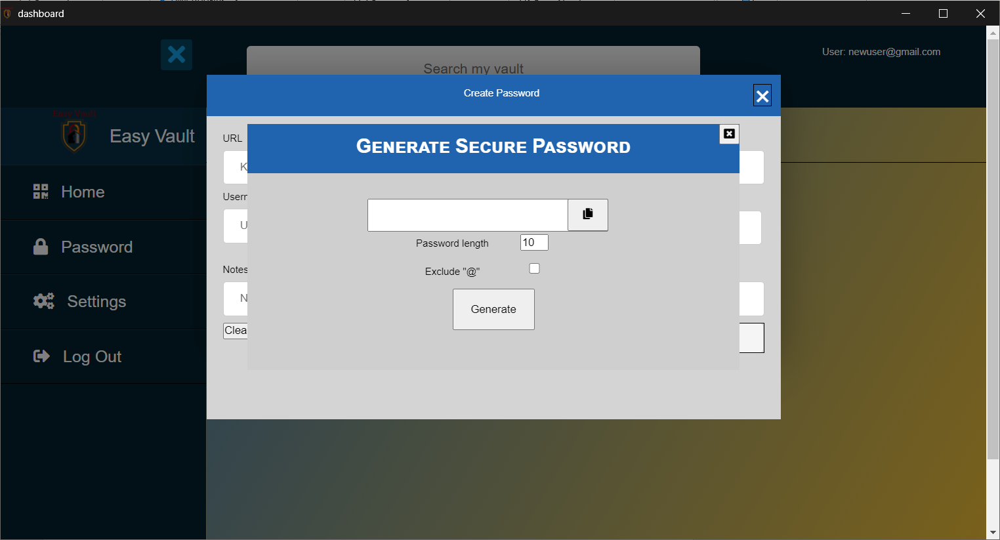 dashboard
Search my vault
User: newuser@gmail.com
Create Password
Easy Vault
Easy Vault
URL
GENERATE SECURE PASSWORD
K
Home
Usern
U
Password length
10
Password
Notes
Exclude "@"
N
Generate
Settings
Clea
Log Out